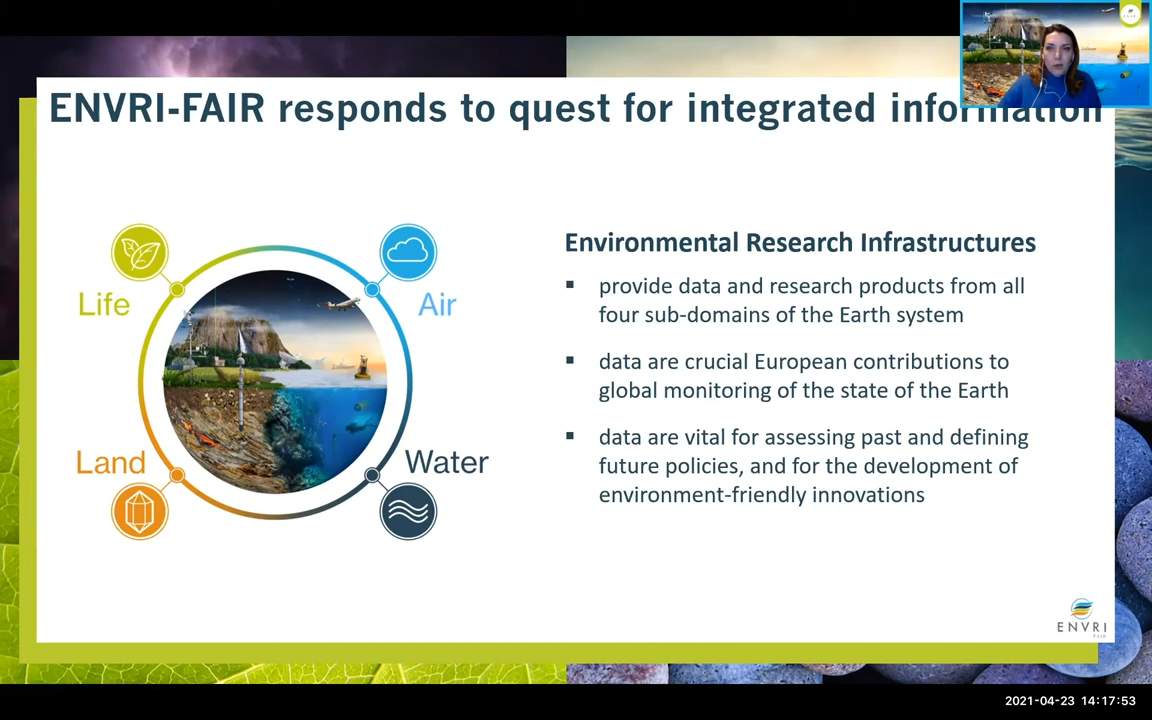 ENVRI-FAIR responds to quest for integrated information
Life
Air
Land
Water
Environmental Research Infrastructures
▪ provide data and research products from all
four sub-domains of the Earth system
▪ data are crucial European contributions to
global monitoring of the state of the Earth
▪ data are vital for assessing past and defining
future policies, and for the development of
environment-friendly innovations
ENVRI
FAIR
2021-04-23 14:17:53